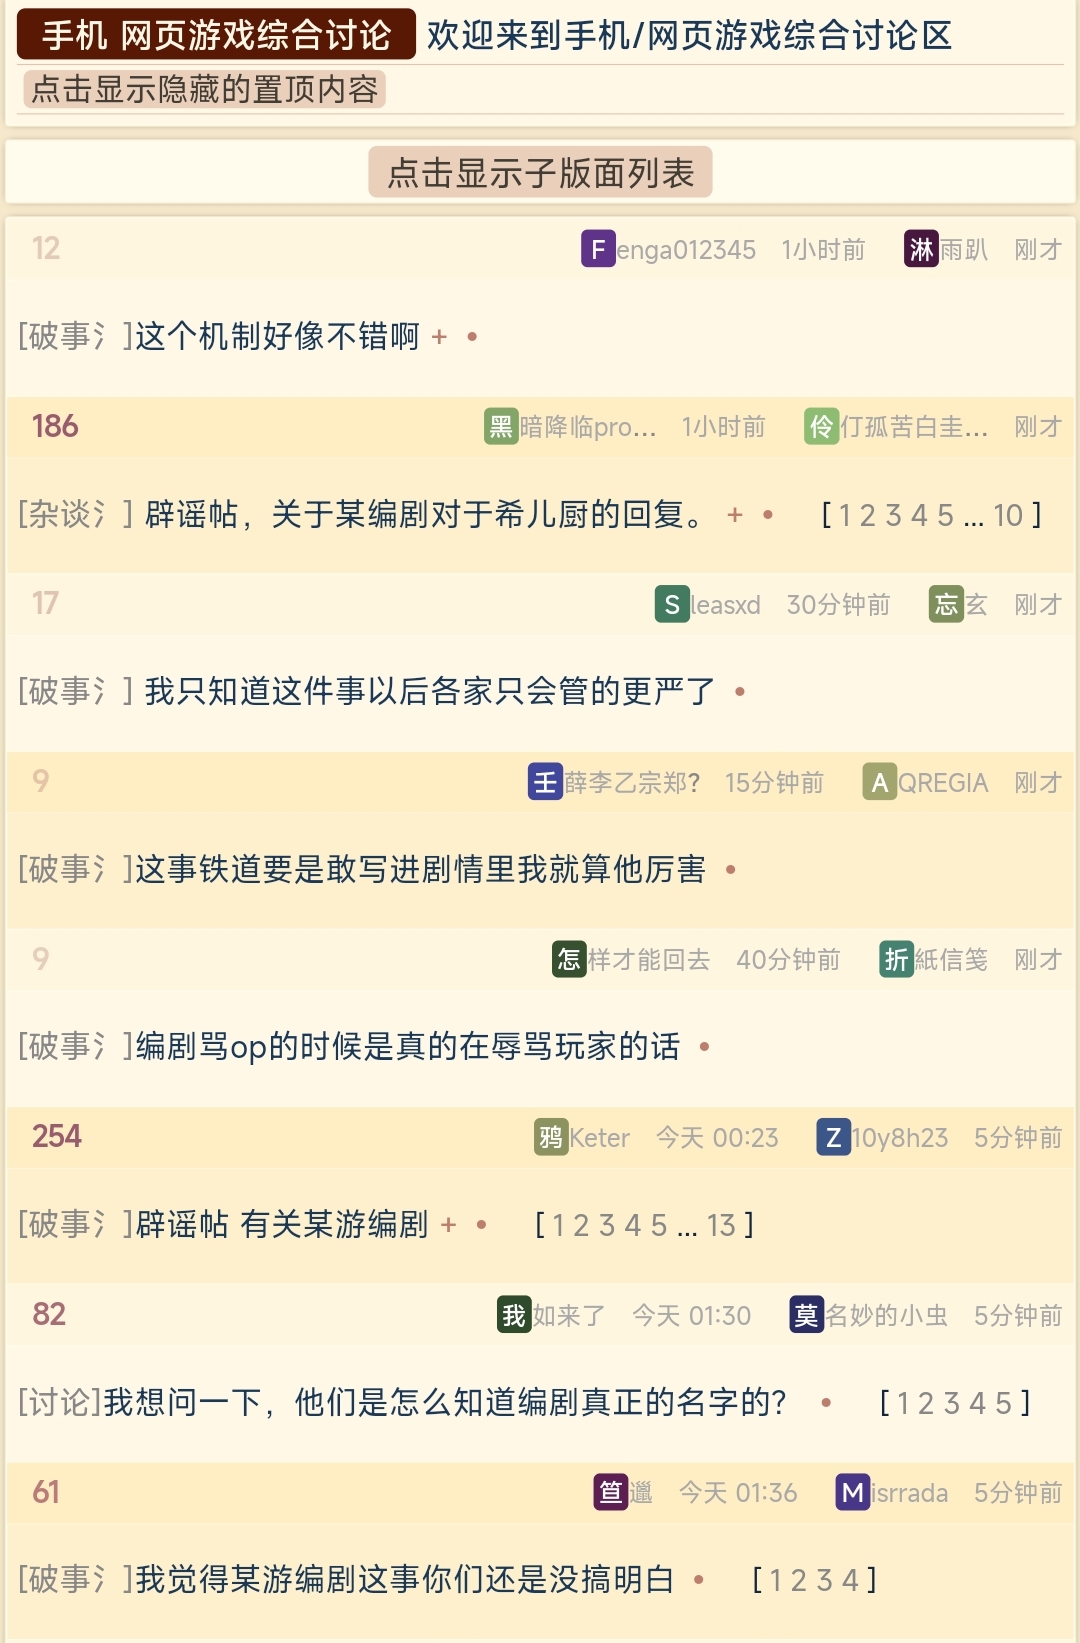 手机 网页游戏综合讨论 欢迎来到手机/网页游戏综合讨论区
点击显示隐藏的置顶内容
点击显示子版面列表
12 Fenga012345 1小时前 淋雨趴 刚才
[破事氵]这个机制好像不错啊 + •
186 黑暗降临pro... 1小时前 伶仃孤苦白圭... 刚才
[杂谈氵] 辟谣帖，关于某编剧对于希儿厨的回复。 + • [ 1 2 3 4 5 ... 10 ]
17 Sleasxd 30分钟前 忘玄 刚才
[破事氵] 我只知道这件事以后各家只会管的更严了 •
9 壬薛李乙宗郑? 15分钟前 AQREGIA 刚才
[破事氵]这事铁道要是敢写进剧情里我就算他厉害 •
9 怎样才能回去 40分钟前 折紙信笺 刚才
[破事氵]编剧骂op的时候是真的在辱骂玩家的话 •
254 鸦Keter 今天 00:23 Z10y8h23 5分钟前
[破事氵]辟谣帖 有关某游编剧 + • [ 1 2 3 4 5 ... 13 ]
82 我如来了 今天 01:30 莫名妙的小虫 5分钟前
[讨论]我想问一下，他们是怎么知道编剧真正的名字的？ • [ 1 2 3 4 5 ]
61 笪邋 今天 01:36 Misrrada 5分钟前
[破事氵]我觉得某游编剧这事你们还是没搞明白 • [ 1 2 3 4 ]